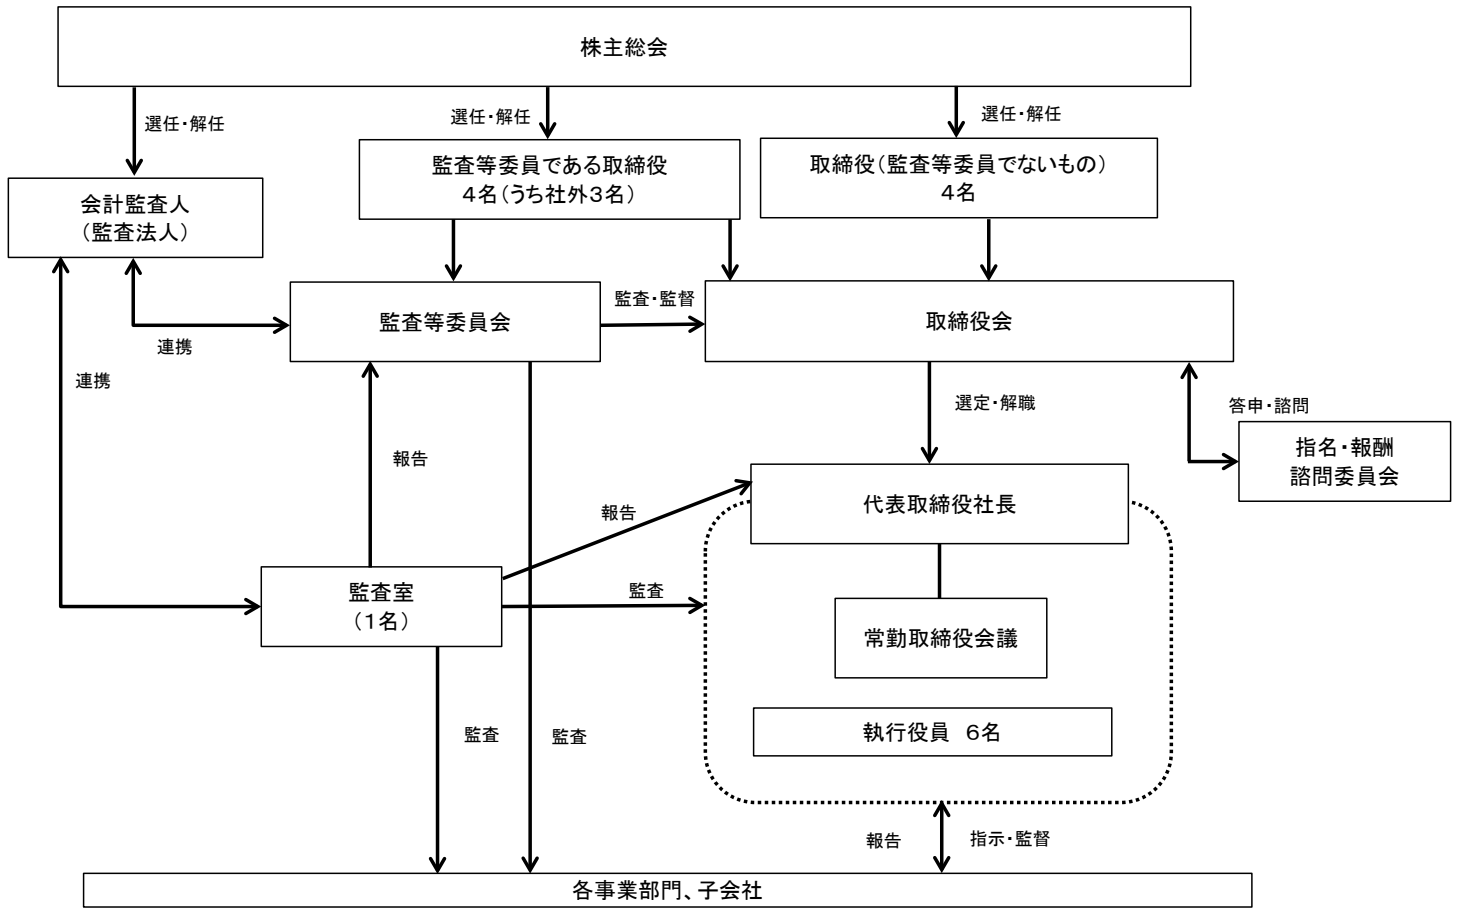 株主総会
選任・解任
選任・解任
選任・解任
監査等委員である取締役
４名（うち社外３名）
取締役（監査等委員でないもの）
４名
会計監査人
（監査法人）
監査等委員会
監査・監督
取締役会
連携
連携
選定・解職
答申・諮問
指名・報酬
諮問委員会
報告
代表取締役社長
報告
監査室
（１名）
監査
常勤取締役会議
執行役員　６名
監査
監査
報告
指示・監督
各事業部門、子会社